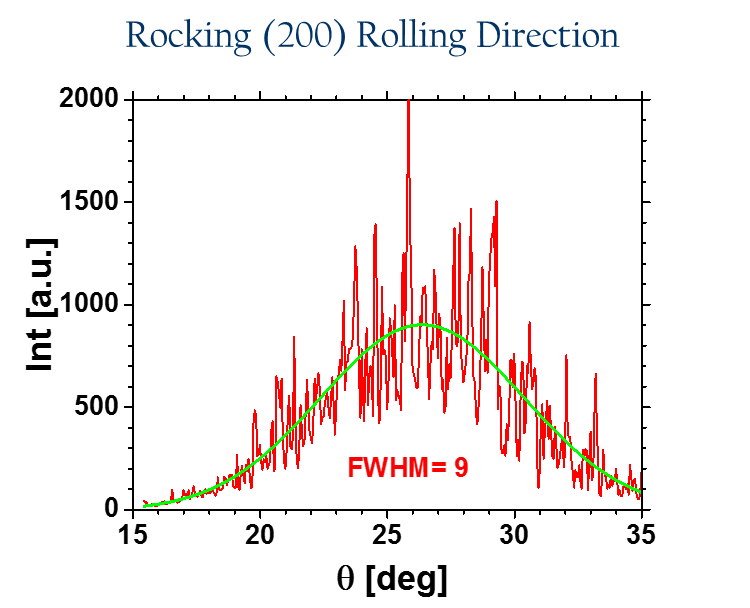 Rocking (200) Rolling Direction
2000
1500
1000
500
0
Int [a.u.]
FWHM= 9
15 20 25 30 35
θ [deg]